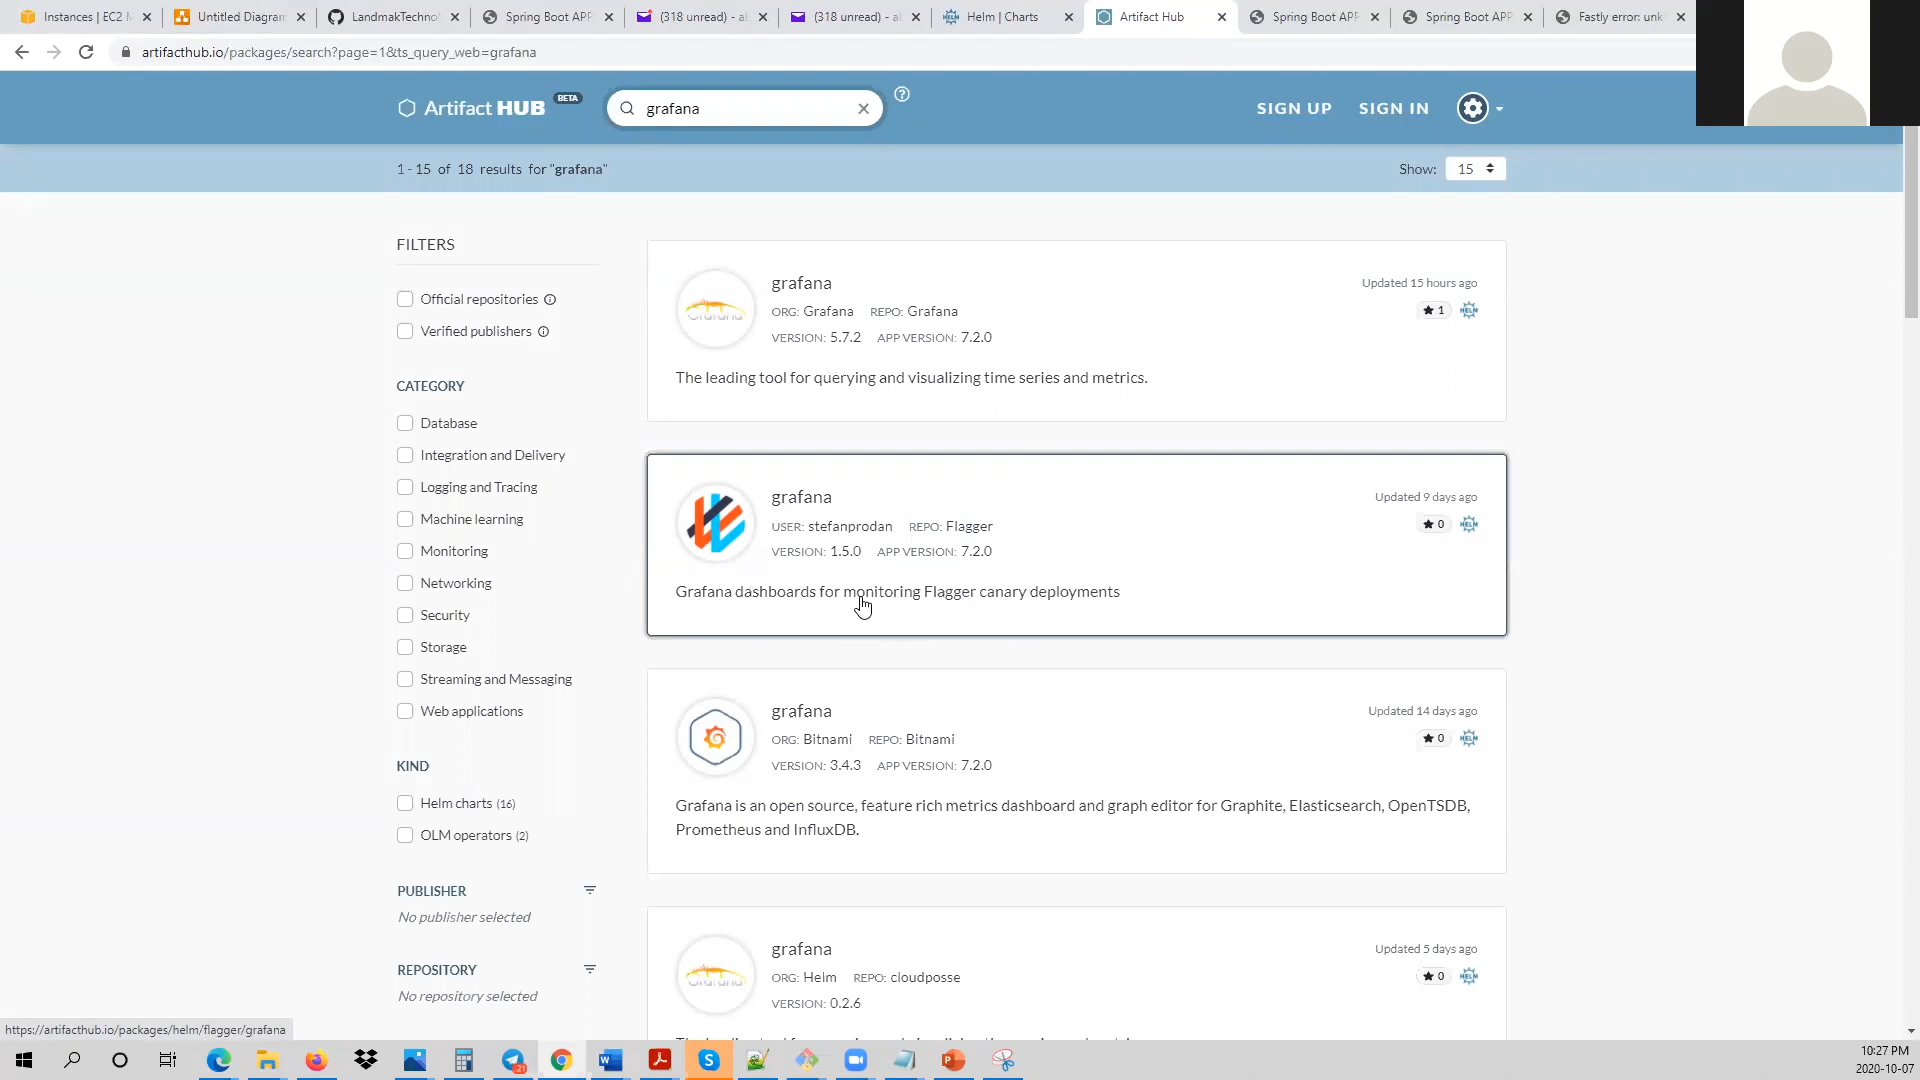 Instances | EC2 M
Untitled Diagram
LandmakTechno
Spring Boot APP
(318 unread) - a
(318 unread) - a
Helm | Charts
Artifact Hub
Spring Boot APP
Spring Boot APP
Fastly error: unk
artifacthub.io/packages/search?page=1&ts_query_web=grafana
Artifact HUB BETA
grafana
SIGN UP
SIGN IN
1 - 15 of 18 results for "grafana"
Show: 15
FILTERS
Official repositories
Verified publishers
CATEGORY
Database
Integration and Delivery
Logging and Tracing
Machine learning
Monitoring
Networking
Security
Storage
Streaming and Messaging
Web applications
KIND
Helm charts (16)
OLM operators (2)
PUBLISHER
No publisher selected
REPOSITORY
No repository selected
grafana
Updated 15 hours ago
ORG: Grafana REPO: Grafana
1 HELM
VERSION: 5.7.2 APP VERSION: 7.2.0
The leading tool for querying and visualizing time series and metrics.
grafana
Updated 9 days ago
USER: stefanprodan REPO: Flagger
0 HELM
VERSION: 1.5.0 APP VERSION: 7.2.0
Grafana dashboards for monitoring Flagger canary deployments
grafana
Updated 14 days ago
ORG: Bitnami REPO: Bitnami
0 HELM
VERSION: 3.4.3 APP VERSION: 7.2.0
Grafana is an open source, feature rich metrics dashboard and graph editor for Graphite, Elasticsearch, OpenTSDB,
Prometheus and InfluxDB.
grafana
Updated 5 days ago
ORG: Helm REPO: cloudposse
0 HELM
VERSION: 0.2.6
https://artifacthub.io/packages/helm/flagger/grafana
10:27 PM
2020-10-07